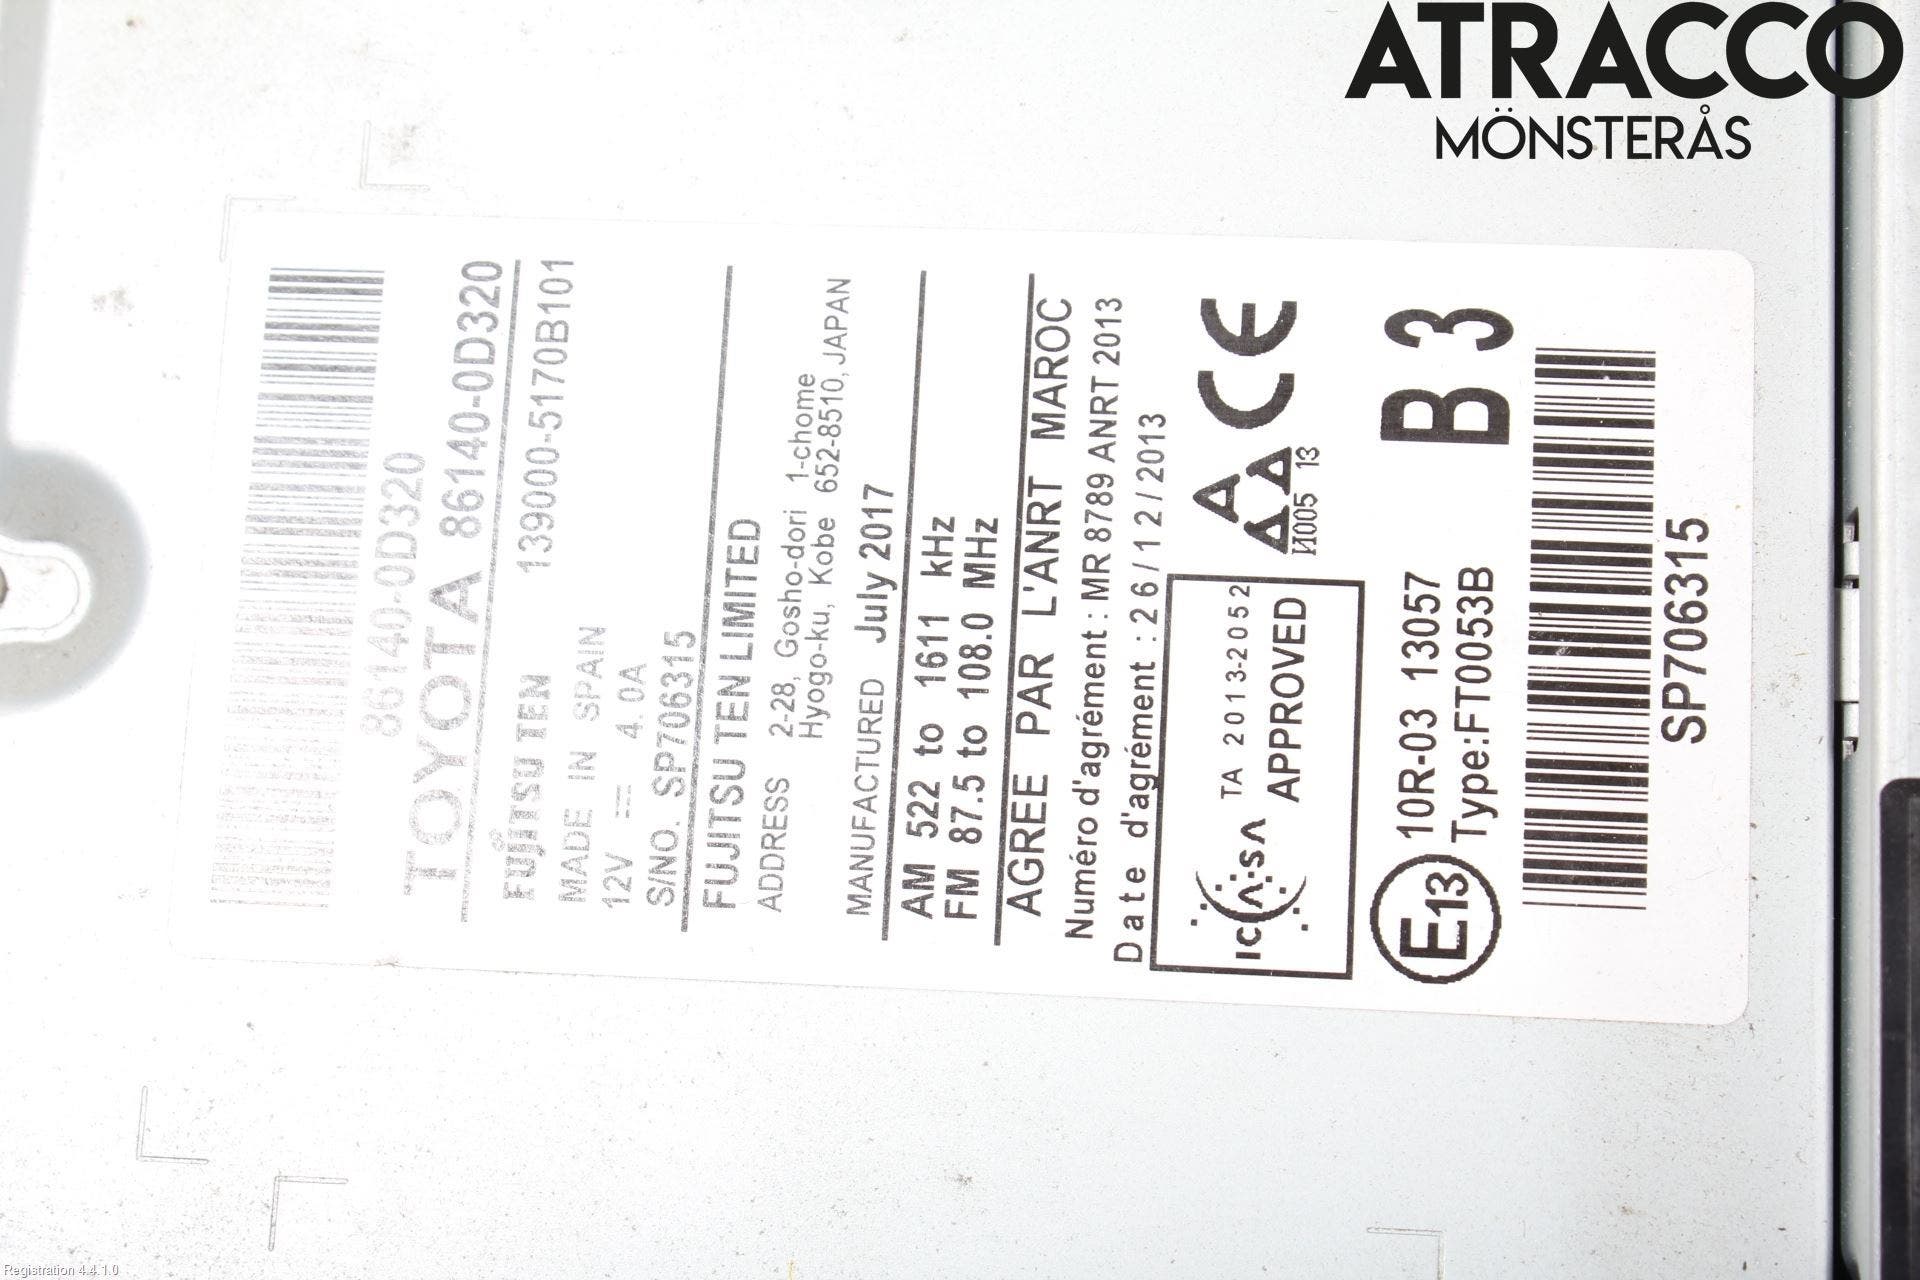 ATRACCO
MÖNSTERÅS
86140-0D320
TOYOTA 86140-0D320
FUJITSU TEN 139000-5170B101
MADE IN SPAIN
12V ⎓ 4.0A
S/NO. SP706315
FUJITSU TEN LIMITED
ADDRESS 2-28, Gosho-dori 1-chome
Hyogo-ku, Kobe 652-8510, JAPAN
MANUFACTURED July 2017
AM 522 to 1611 kHz
FM 87.5 to 108.0 MHz
AGREE PAR L'ANRT MAROC
Numéro d'agrément : MR 8789 ANRT 2013
Date d'agrément : 26/12/2013
ICASA TA 2013-2052
APPROVED
И005 13
CE
E13 10R-03 13057
Type:FT0053B
B 3
SP706315
Registration 4.4.1.0